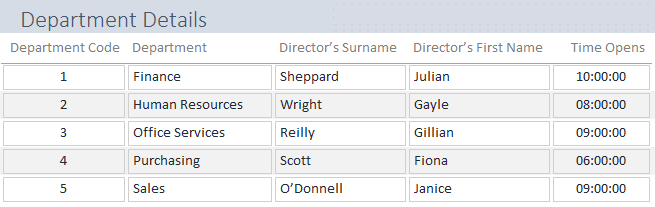 Department Details
Department Code Department Director’s Surname Director’s First Name Time Opens
1 Finance Sheppard Julian 10:00:00
2 Human Resources Wright Gayle 08:00:00
3 Office Services Reilly Gillian 09:00:00
4 Purchasing Scott Fiona 06:00:00
5 Sales O’Donnell Janice 09:00:00